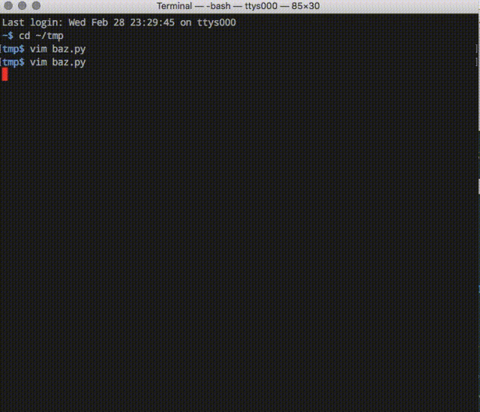 Terminal — -bash — ttys000 — 85×30
Last login: Wed Feb 28 23:29:45 on ttys000
~$ cd ~/tmp
[tmp$ vim baz.py ]
[tmp$ vim baz.py ]